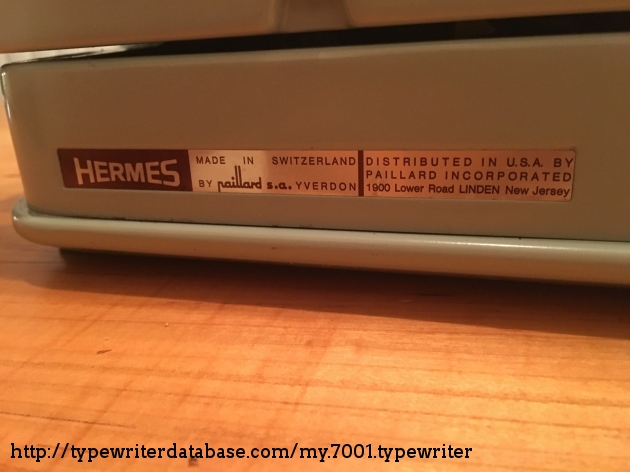 HERMES
MADE IN SWITZERLAND
BY paillard s.a. YVERDON
DISTRIBUTED IN U.S.A. BY
PAILLARD INCORPORATED
1900 Lower Road LINDEN New Jersey
http://typewriterdatabase.com/my.7001.typewriter